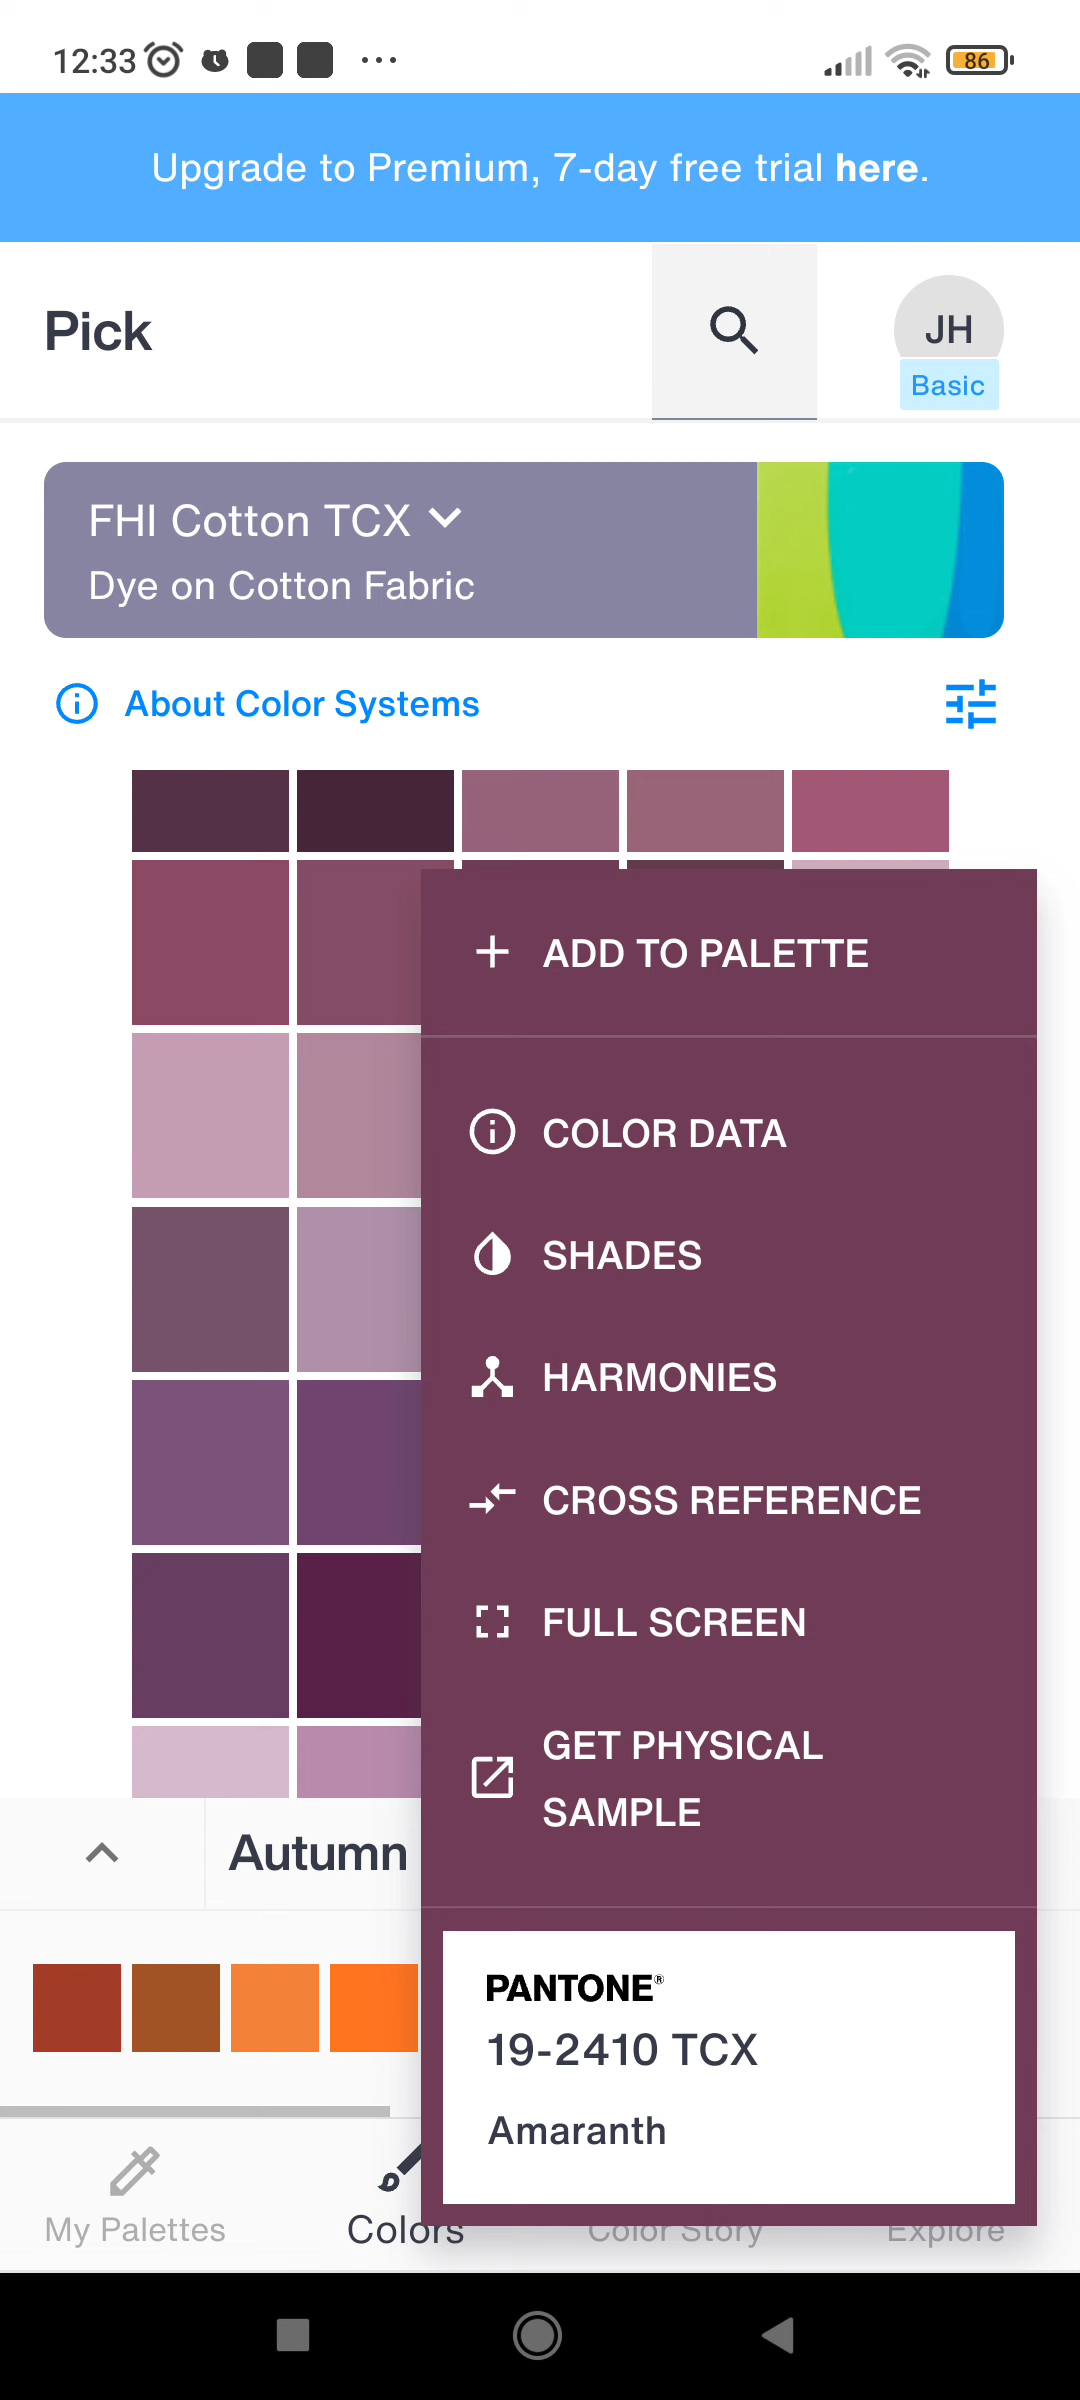 12:33
86
Upgrade to Premium, 7-day free trial here.
Pick
JH
Basic
FHI Cotton TCX
Dye on Cotton Fabric
About Color Systems
ADD TO PALETTE
COLOR DATA
SHADES
HARMONIES
CROSS REFERENCE
FULL SCREEN
GET PHYSICAL
SAMPLE
Autumn
PANTONE®
19-2410 TCX
Amaranth
My Palettes
Colors
Color Story
Explore